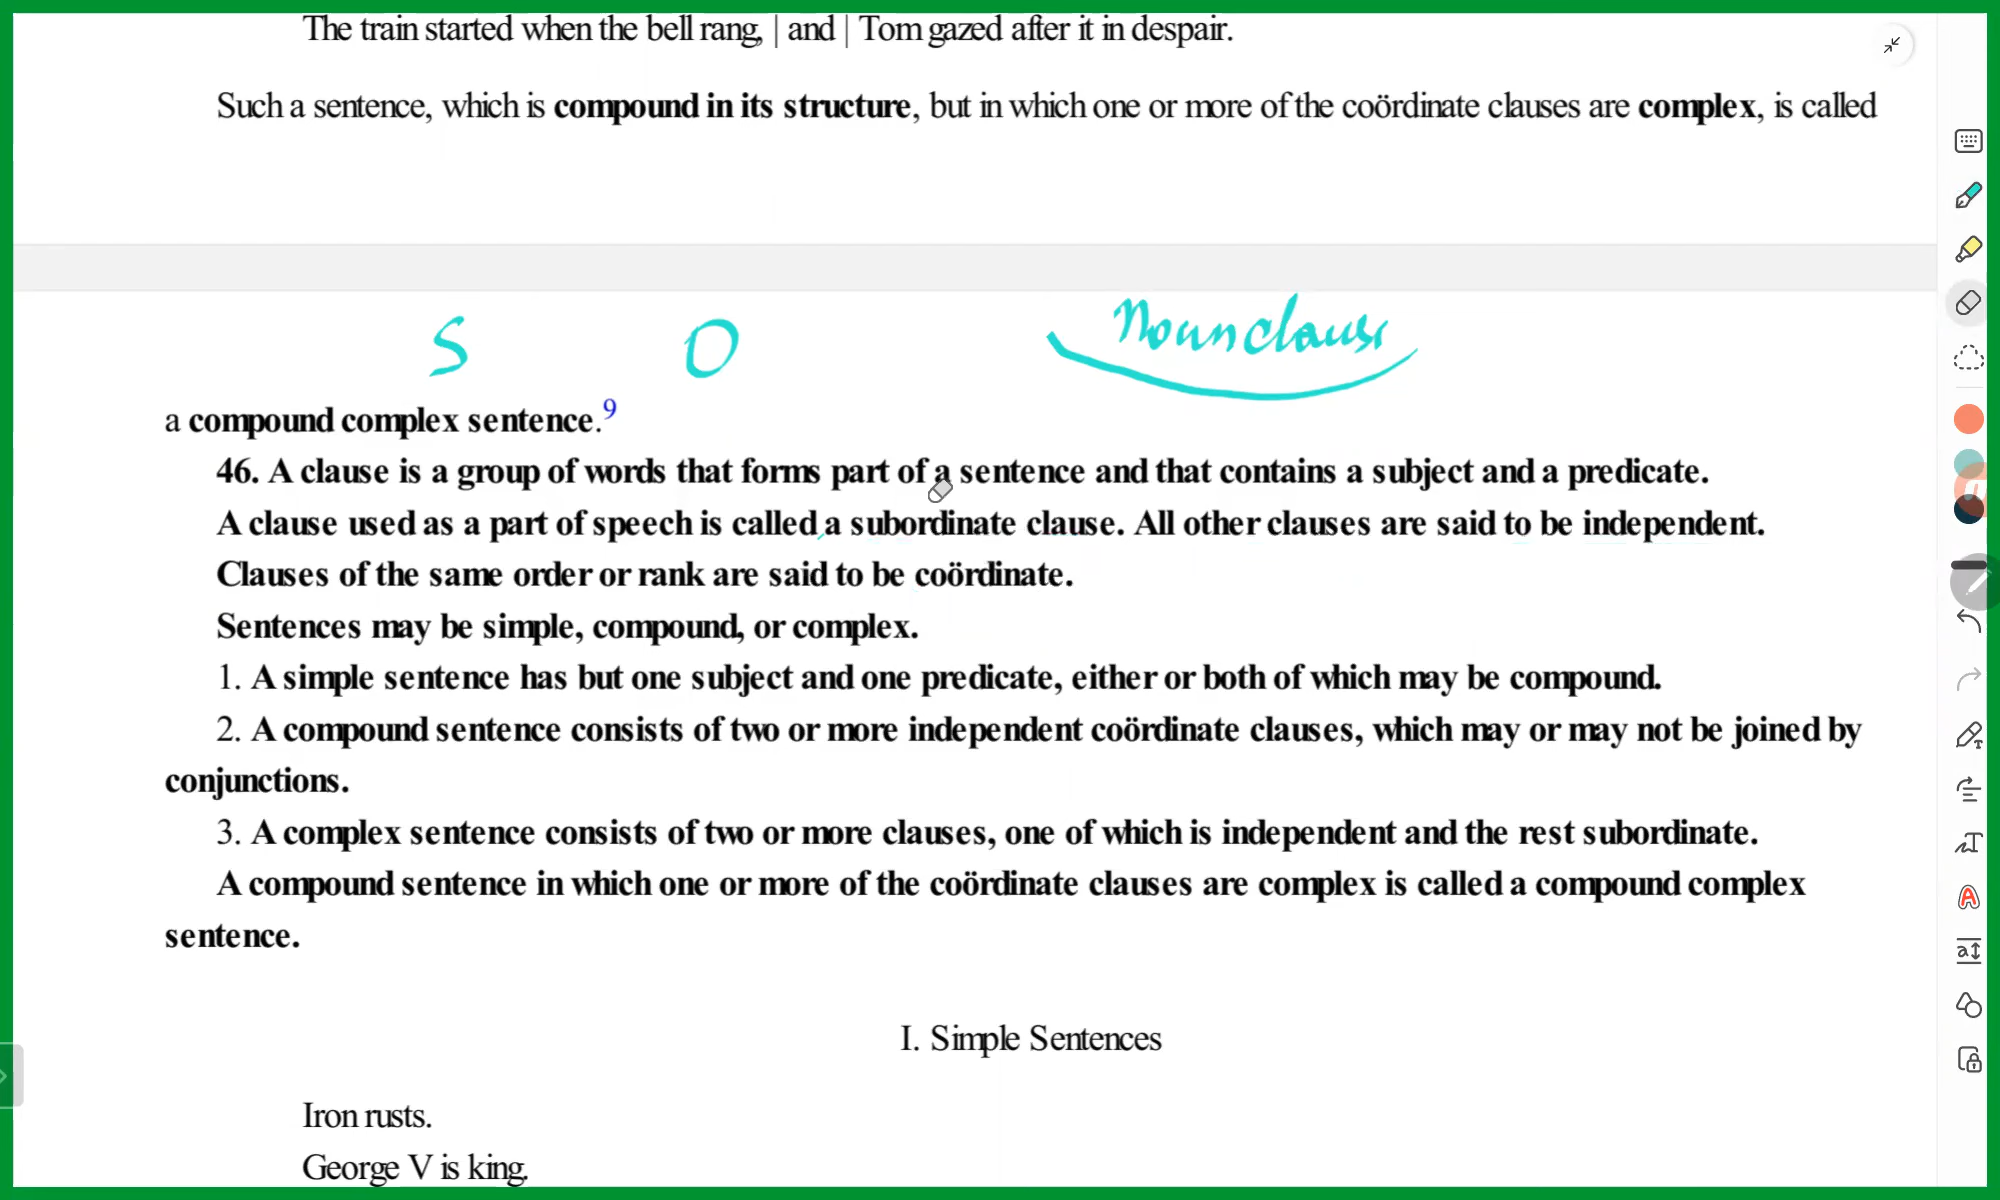 The train started when the bell rang, | and | Tom gazed after it in despair.
Such a sentence, which is compound in its structure, but in which one or more of the coördinate clauses are complex, is called
S O Noun clause
a compound complex sentence.9
46. A clause is a group of words that forms part of a sentence and that contains a subject and a predicate.
A clause used as a part of speech is called a subordinate clause. All other clauses are said to be independent.
Clauses of the same order or rank are said to be coördinate.
Sentences may be simple, compound, or complex.
1. A simple sentence has but one subject and one predicate, either or both of which may be compound.
2. A compound sentence consists of two or more independent coördinate clauses, which may or may not be joined by
conjunctions.
3. A complex sentence consists of two or more clauses, one of which is independent and the rest subordinate.
A compound sentence in which one or more of the coördinate clauses are complex is called a compound complex
sentence.
I. Simple Sentences
Iron rusts.
George V is king.